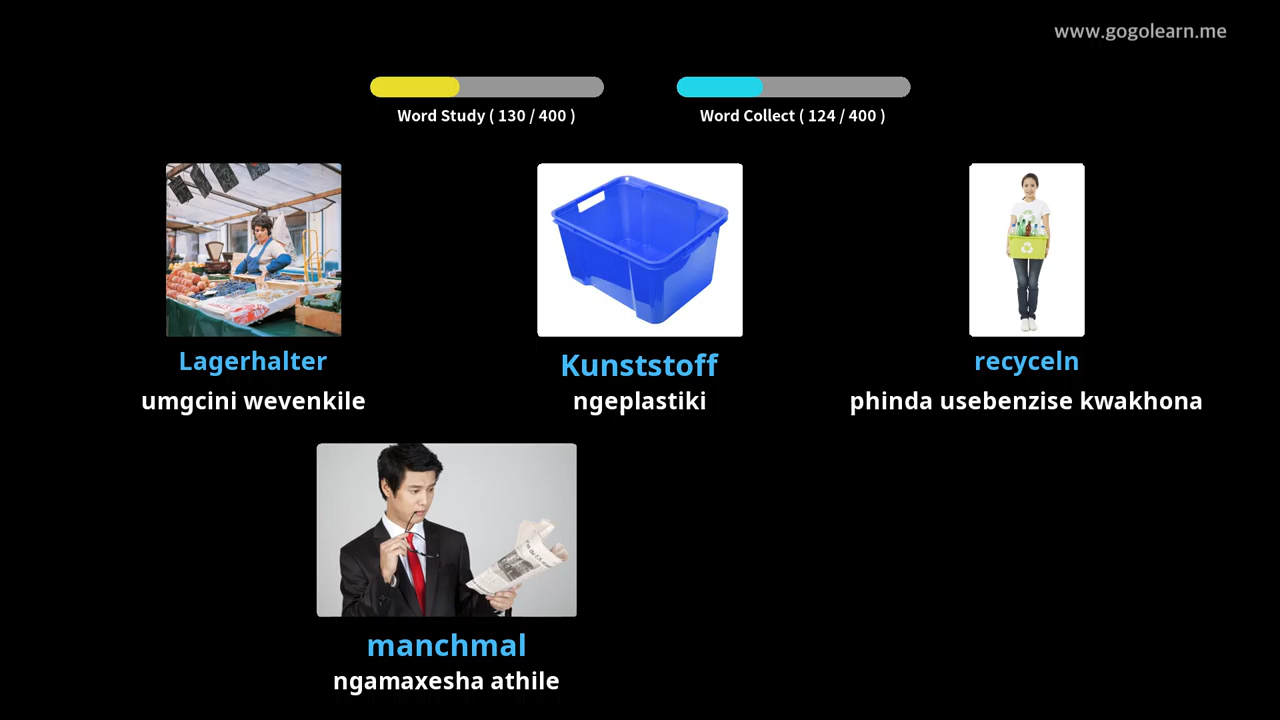 www.gogolearn.me
Word Study ( 130 / 400 )
Word Collect ( 124 / 400 )
Lagerhalter
umgcini wevenkile
Kunststoff
ngeplastiki
recyceln
phinda usebenzise kwakhona
manchmal
ngamaxesha athile